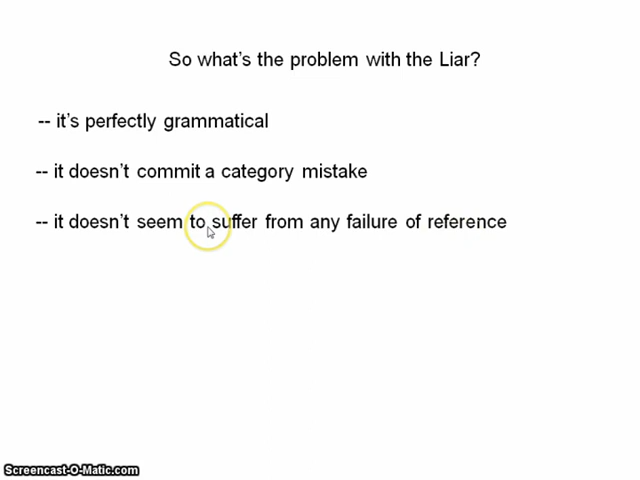 So what's the problem with the Liar?
-- it's perfectly grammatical
-- it doesn't commit a category mistake
-- it doesn't seem to suffer from any failure of reference
Screencast-O-Matic.com